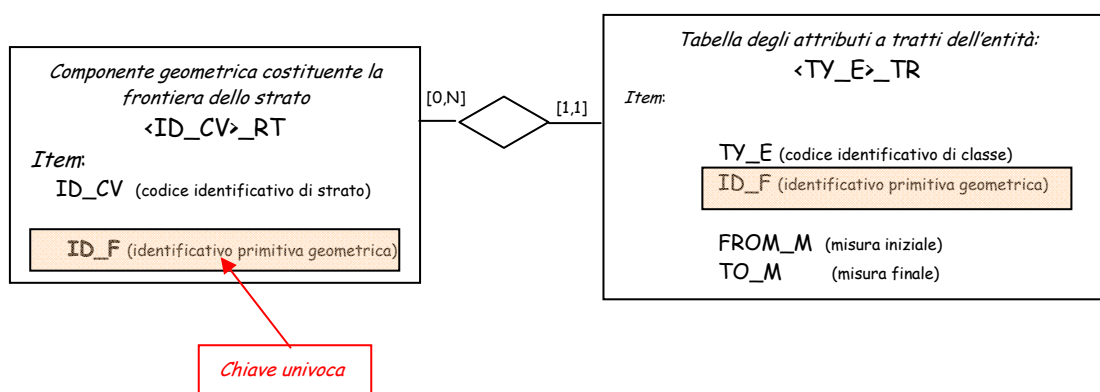 Componente geometrica costituente la
frontiera dello strato
<ID_CV>_RT
Item:
ID_CV (codice identificativo di strato)
ID_F (identificativo primitiva geometrica)
[0,N]
[1,1]
Tabella degli attributi a tratti dell'entità:
<TY_E>_TR
Item:
TY_E (codice identificativo di classe)
ID_F (identificativo primitiva geometrica)
FROM_M (misura iniziale)
TO_M (misura finale)
Chiave univoca